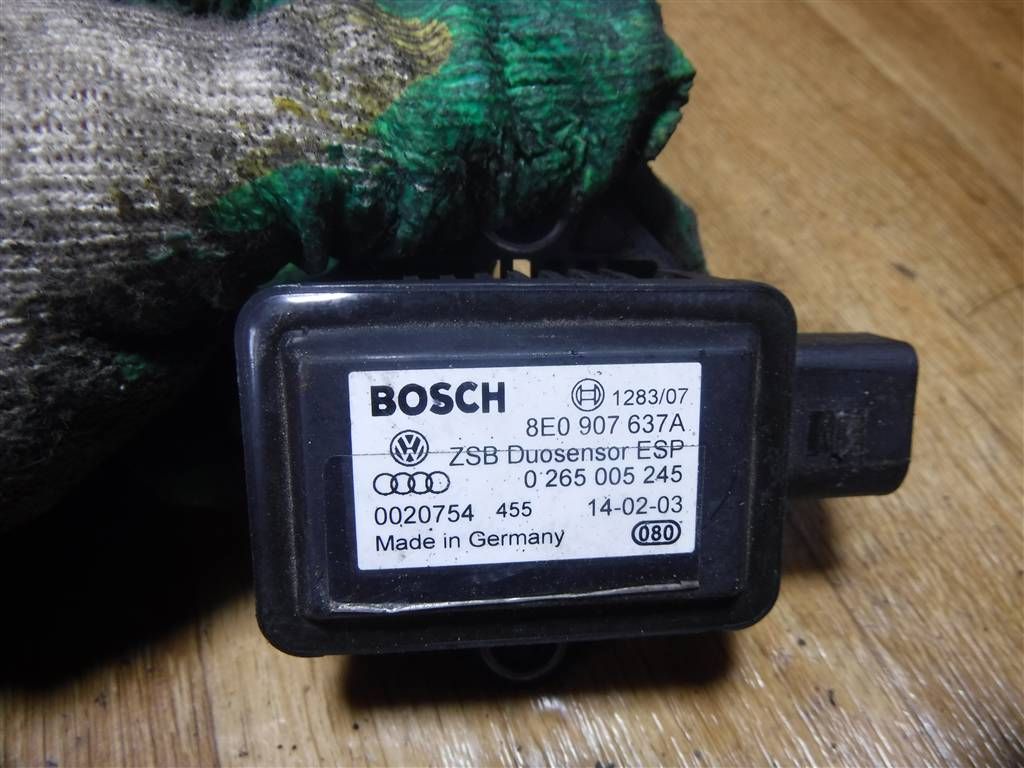 BOSCH 1283/07
8E0 907 637A
ZSB Duosensor ESP
0 265 005 245
0020754 455 14-02-03
Made in Germany 080